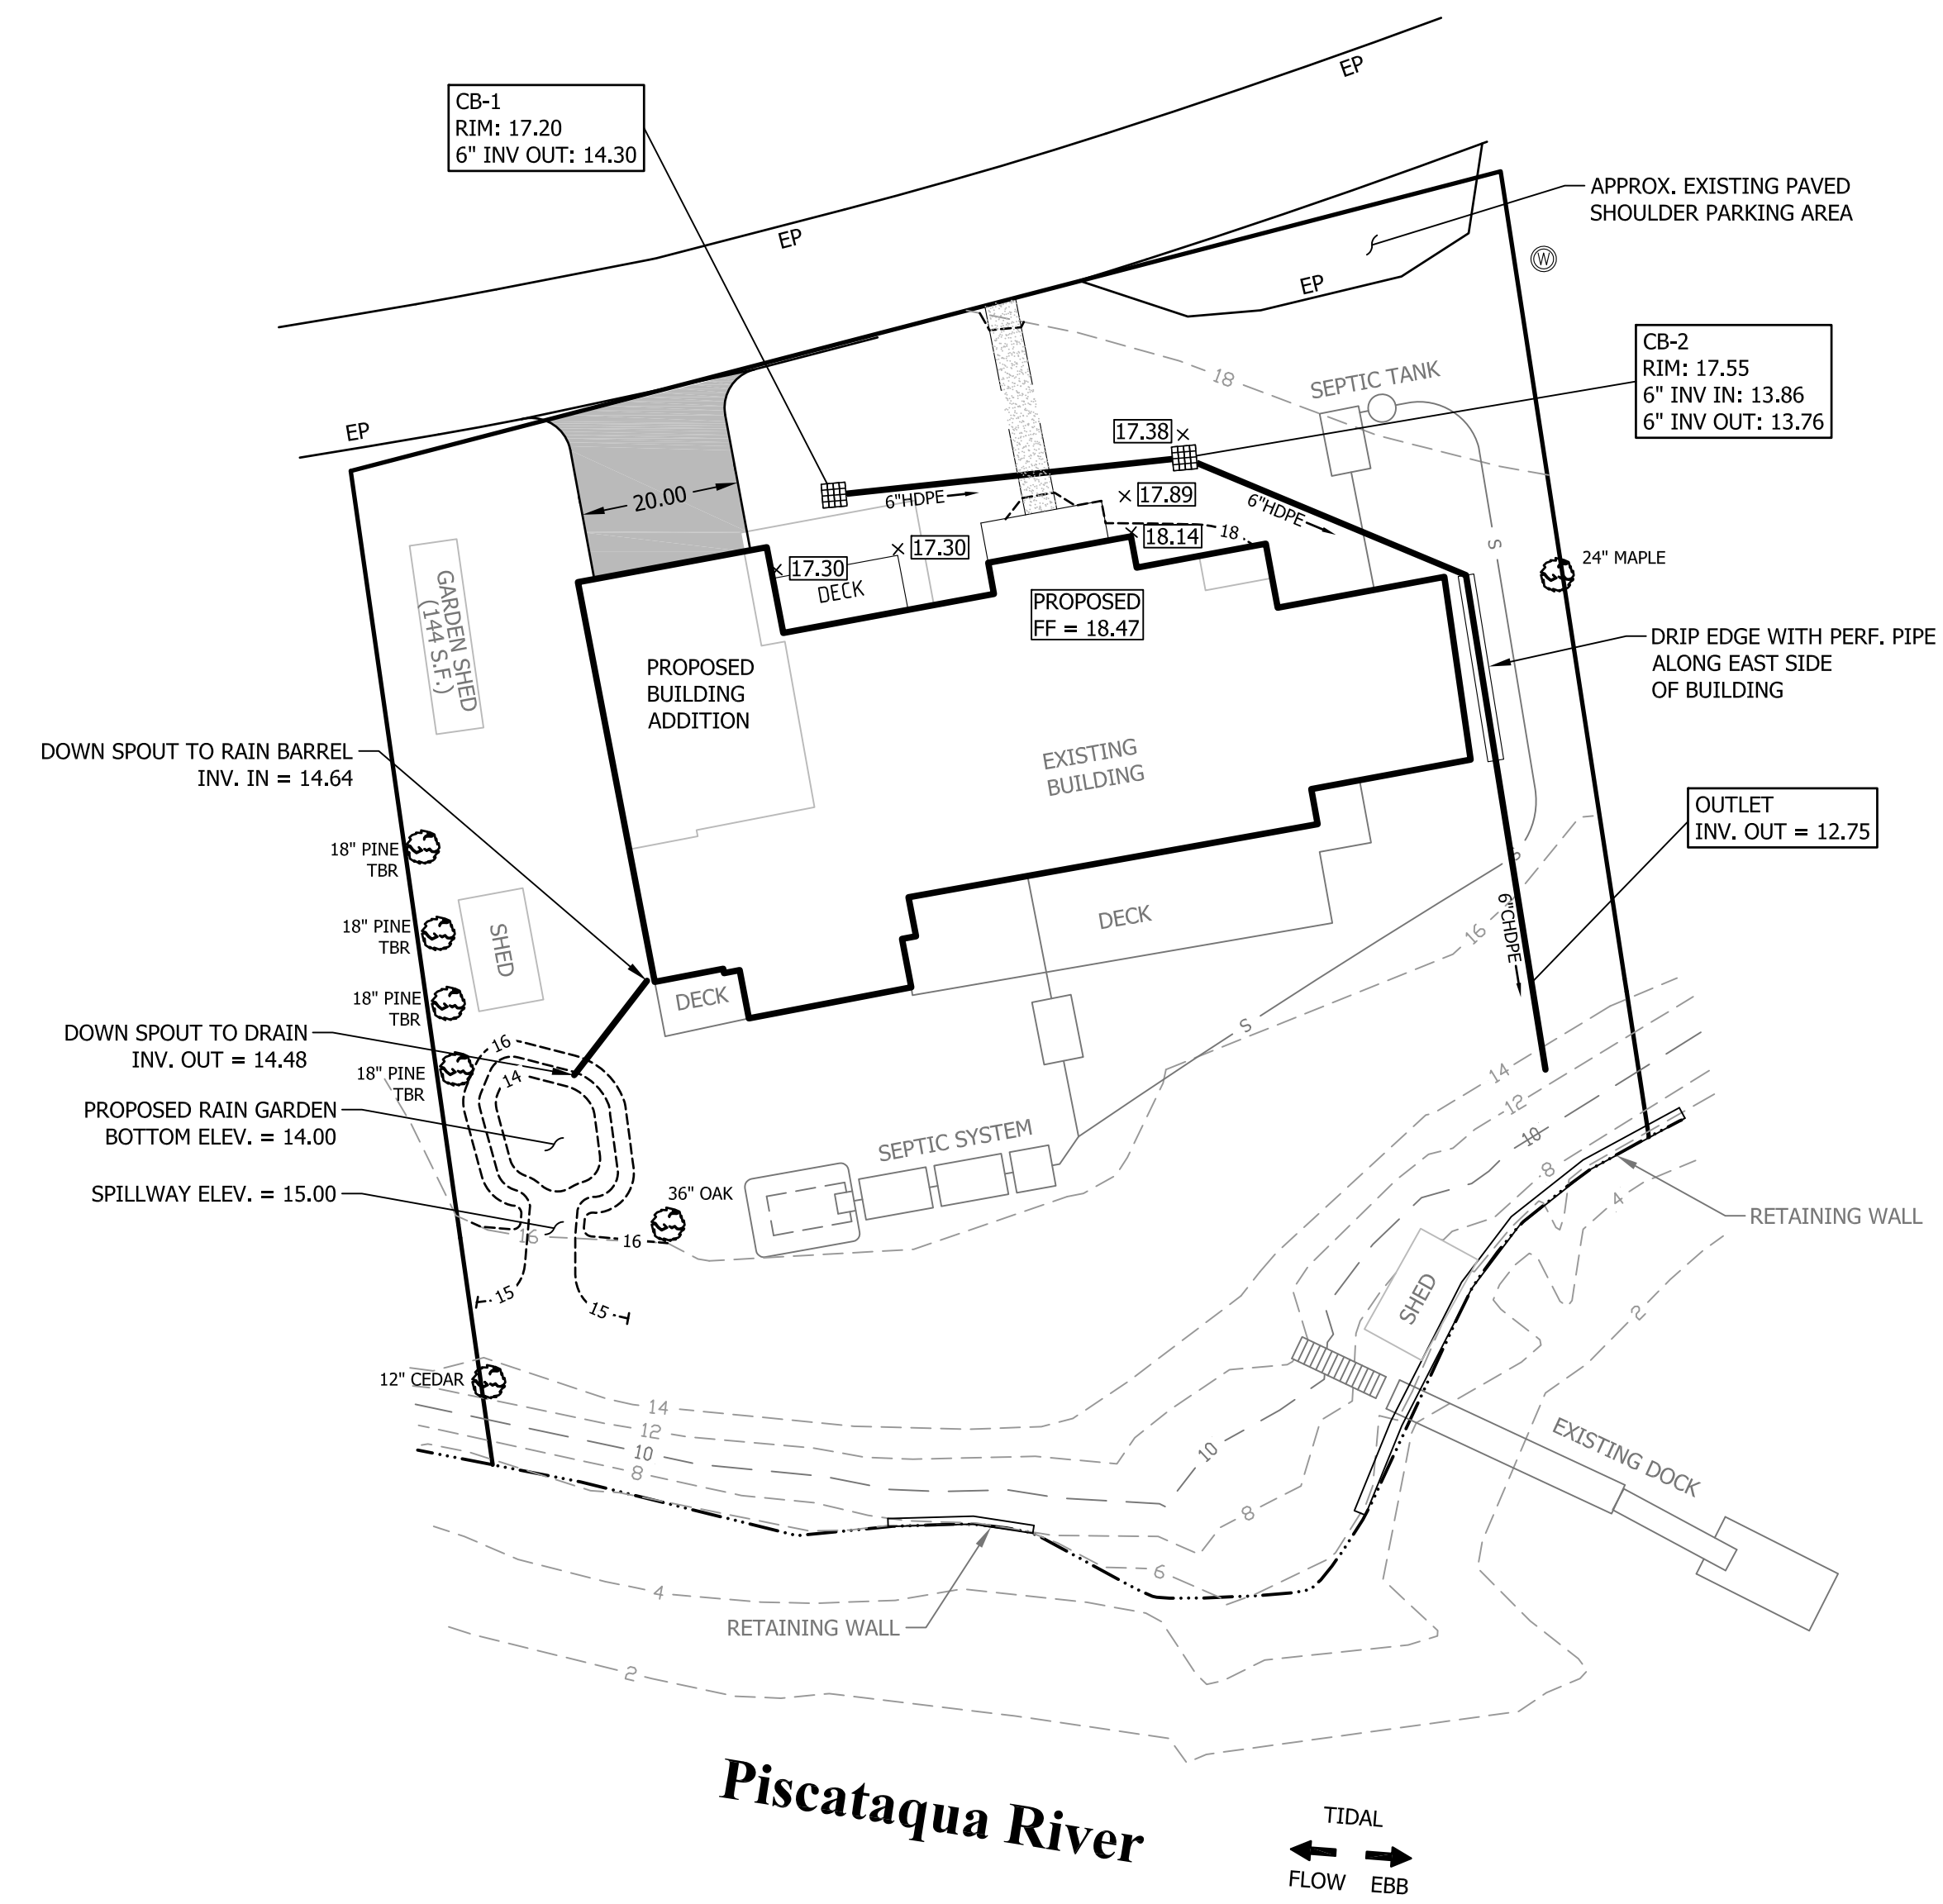 EP
CB-1
RIM: 17.20
6" INV OUT: 14.30
EP
APPROX. EXISTING PAVED
SHOULDER PARKING AREA
W
EP
CB-2
RIM: 17.55
6" INV IN: 13.86
6" INV OUT: 13.76
18
SEPTIC TANK
EP
17.38
20.00
6"HDPE
17.89
6"HDPE
18.14
18
S
17.30
17.30
DECK
24" MAPLE
GARDEN SHED
(144 S.F.)
PROPOSED
FF = 18.47
DRIP EDGE WITH PERF. PIPE
ALONG EAST SIDE
OF BUILDING
PROPOSED
BUILDING
ADDITION
DOWN SPOUT TO RAIN BARREL
INV. IN = 14.64
EXISTING
BUILDING
OUTLET
INV. OUT = 12.75
18" PINE
TBR
S
6"CHDPE
18" PINE
TBR
SHED
DECK
16
18" PINE
TBR
DECK
DOWN SPOUT TO DRAIN
INV. OUT = 14.48
S
16
18" PINE
TBR
14
14
12
PROPOSED RAIN GARDEN
BOTTOM ELEV. = 14.00
SEPTIC SYSTEM
10
8
SPILLWAY ELEV. = 15.00
36" OAK
4
RETAINING WALL
16
16
15
15
SHED
2
12" CEDAR
14
12
10
8
10
8
EXISTING DOCK
6
4
RETAINING WALL
2
Piscataqua River
TIDAL
FLOW
EBB